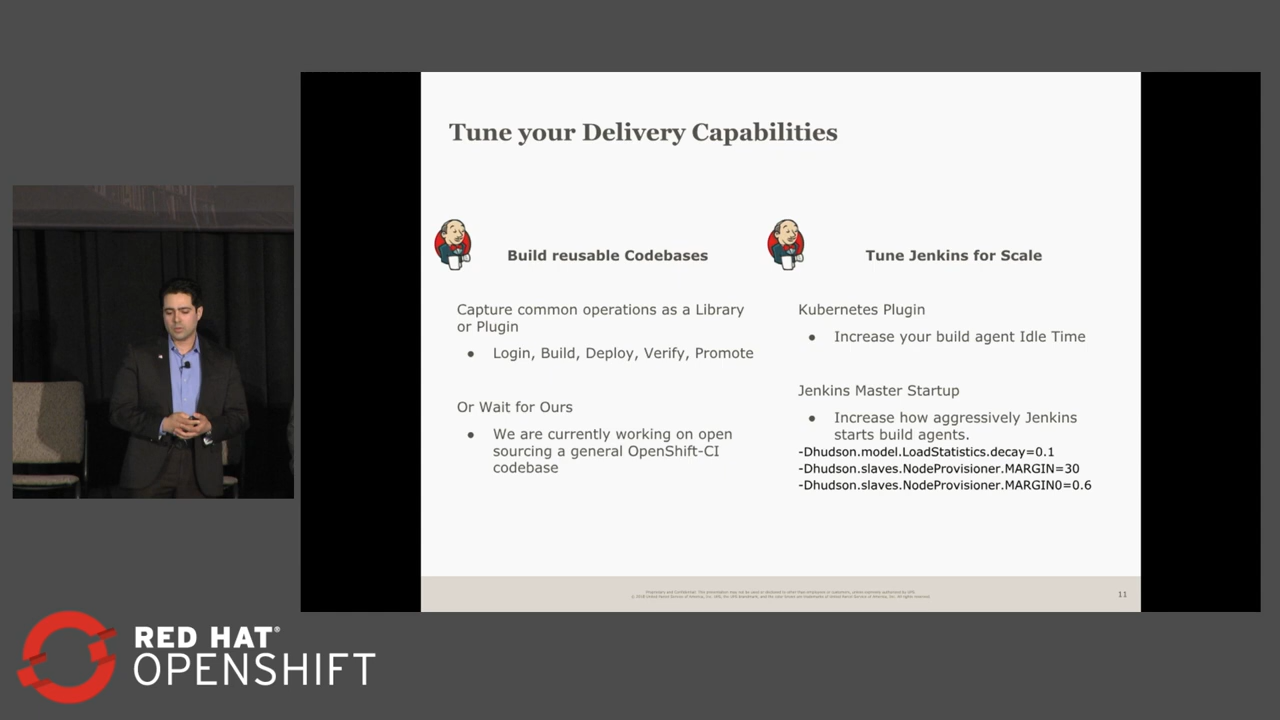 Tune your Delivery Capabilities
Build reusable Codebases
Capture common operations as a Library
or Plugin
● Login, Build, Deploy, Verify, Promote
Or Wait for Ours
● We are currently working on open
sourcing a general OpenShift-CI
codebase
Tune Jenkins for Scale
Kubernetes Plugin
● Increase your build agent Idle Time
Jenkins Master Startup
● Increase how aggressively Jenkins
starts build agents.
-Dhudson.model.LoadStatistics.decay=0.1
-Dhudson.slaves.NodeProvisioner.MARGIN=30
-Dhudson.slaves.NodeProvisioner.MARGIN0=0.6
11
RED HAT®
OPENSHIFT